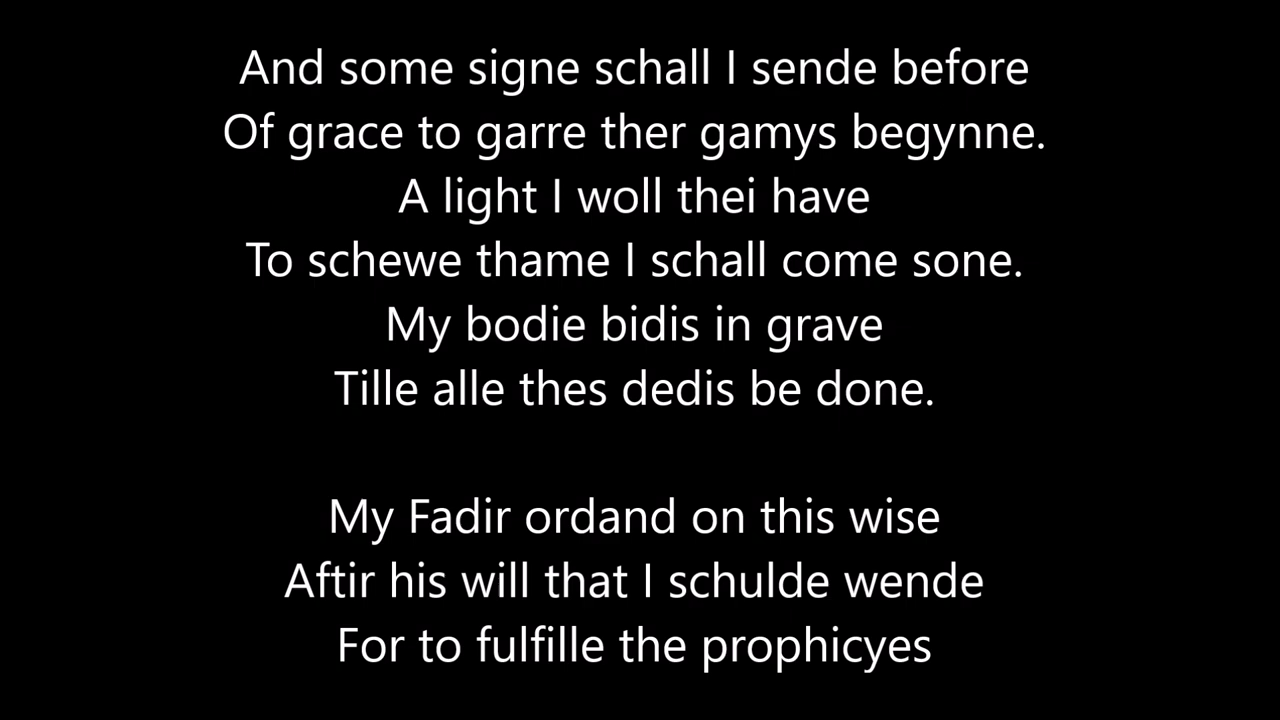 And some signe schall I sende before
Of grace to garre ther gamys begynne.
A light I woll thei have
To schewe thame I schall come sone.
My bodie bidis in grave
Tille alle thes dedis be done.
My Fadir ordand on this wise
Aftir his will that I schulde wende
For to fulfille the prophicyes